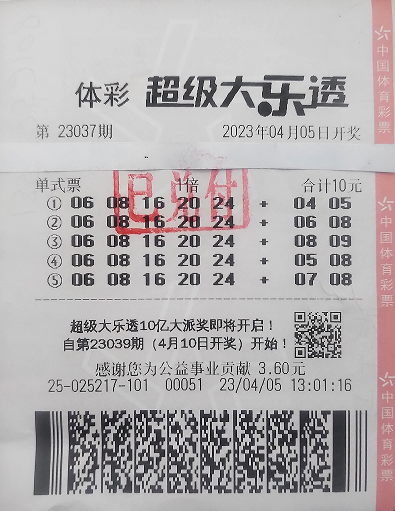 体彩 超级大乐透
第 23037期 2023年04月05日开奖
单式票 1倍 合计10元
① 06 08 16 20 24 + 04 05
② 06 08 16 20 24 + 06 08
③ 06 08 16 20 24 + 08 09
④ 06 08 16 20 24 + 05 08
⑤ 06 08 16 20 24 + 07 08
已兑付
超级大乐透10亿大派奖即将开启！
自第23039期（4月10日开奖）开始！
感谢您为公益事业贡献 3.60元
25-025217-101 00051 23/04/05 13:01:16
中国体育彩票
中国体育彩票
中国体育彩票